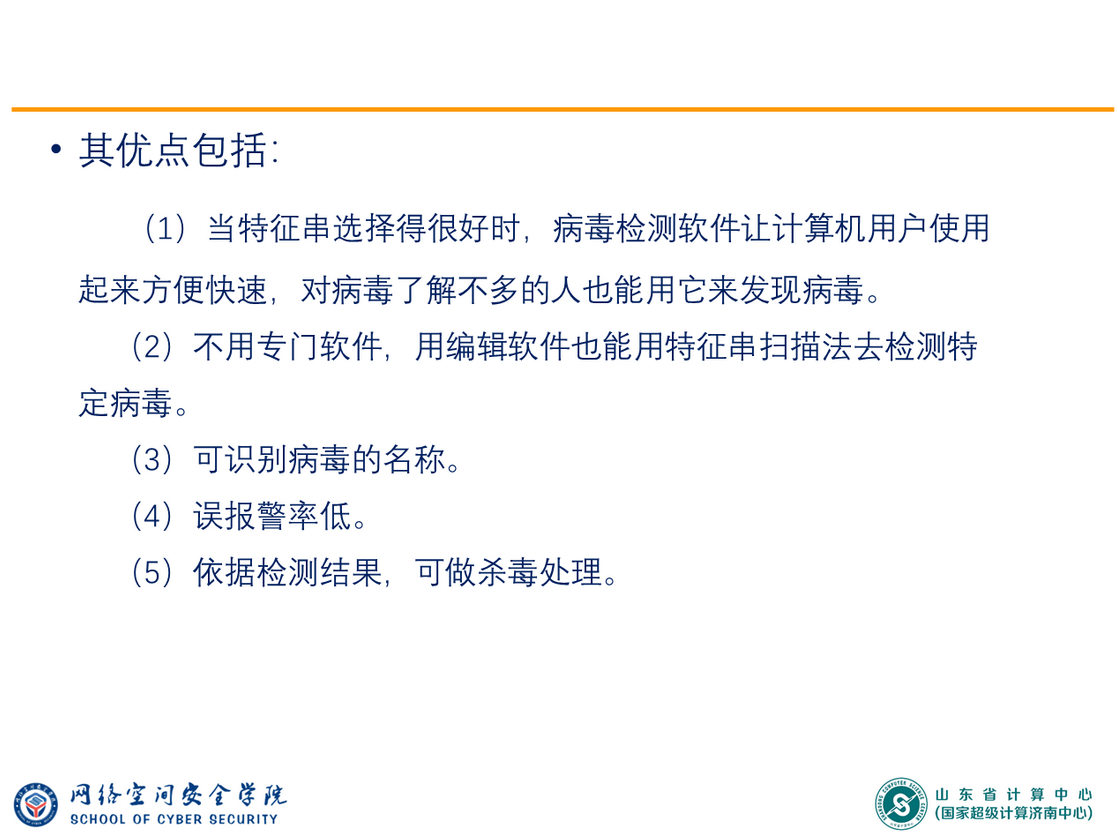 • 其优点包括：
（1）当特征串选择得很好时，病毒检测软件让计算机用户使用
起来方便快速，对病毒了解不多的人也能用它来发现病毒。
（2）不用专门软件，用编辑软件也能用特征串扫描法去检测特
定病毒。
（3）可识别病毒的名称。
（4）误报警率低。
（5）依据检测结果，可做杀毒处理。
网络空间安全学院
SCHOOL OF CYBER SECURITY
山东省计算中心
(国家超级计算济南中心)